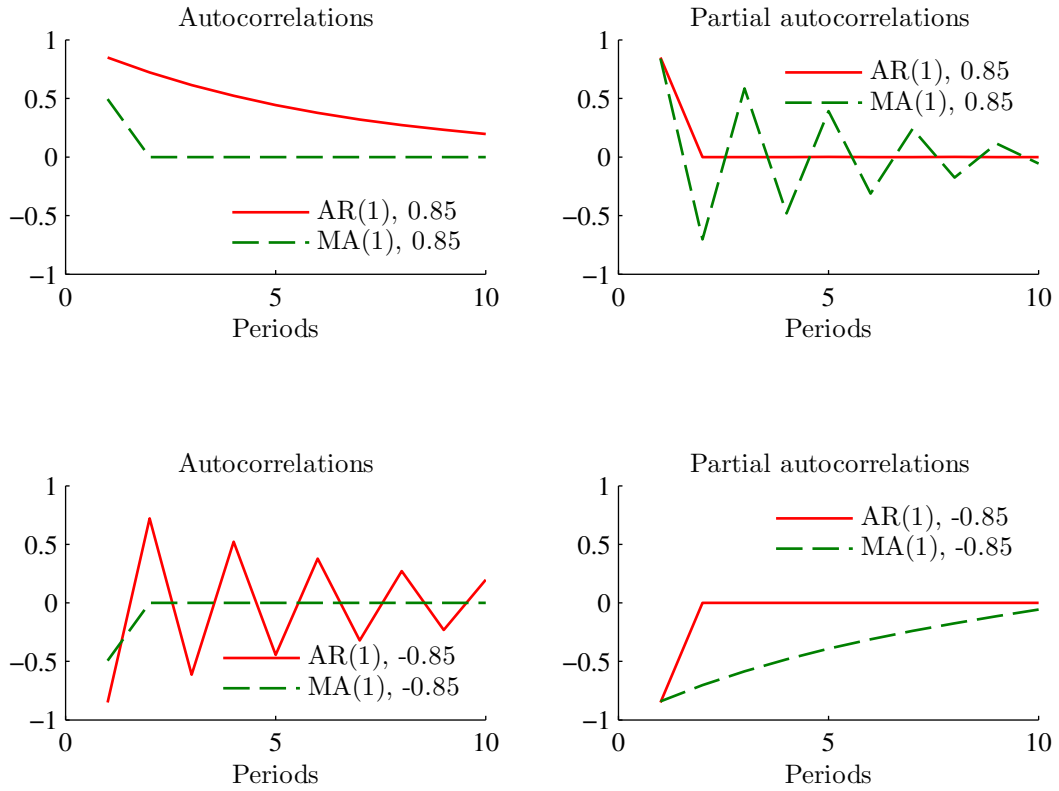 Autocorrelations
1
0.5
0
−0.5
−1
0
5
10
Periods
AR(1), 0.85
MA(1), 0.85
Partial autocorrelations
1
0.5
0
−0.5
−1
0
5
10
Periods
AR(1), 0.85
MA(1), 0.85
Autocorrelations
1
0.5
0
−0.5
−1
0
5
10
Periods
AR(1), -0.85
MA(1), -0.85
Partial autocorrelations
1
0.5
0
−0.5
−1
0
5
10
Periods
AR(1), -0.85
MA(1), -0.85